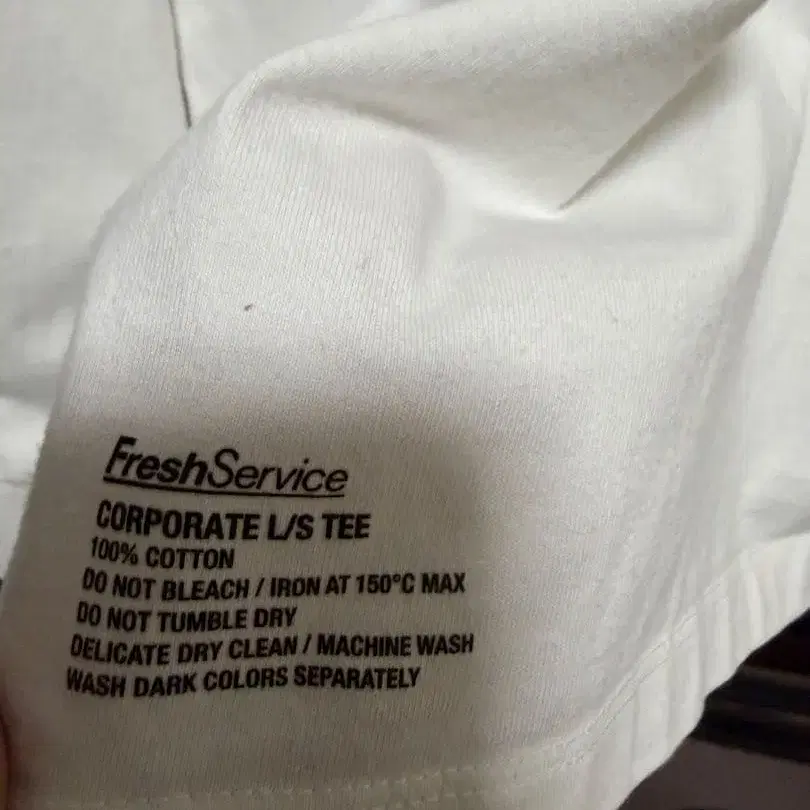 FreshService
CORPORATE L/S TEE
100% COTTON
DO NOT BLEACH / IRON AT 150°C MAX
DO NOT TUMBLE DRY
DELICATE DRY CLEAN / MACHINE WASH
WASH DARK COLORS SEPARATELY